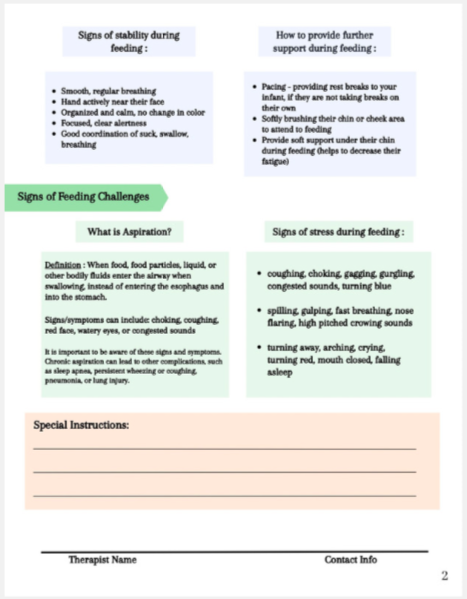 Signs of stability during
feeding :
How to provide further
support during feeding :
Smooth, regular breathing
Hand actively near their face
Organized and calm, no change in color
Focused, clear alertness
Good coordination of suck, swallow,
breathing
Pacing - providing rest breaks to your
infant, if they are not taking breaks on
their own
Softly brushing their chin or cheek area
to attend to feeding
Provide soft support under their chin
during feeding (helps to decrease their
fatigue)
Signs of Feeding Challenges
What is Aspiration?
Definition : When food, food particles, liquid, or
other bodily fluids enter the airway when
swallowing, instead of entering the esophagus and
into the stomach.
Signs/symptoms can include: choking, coughing,
red face, watery eyes, or congested sounds
It is important to be aware of these signs and symptoms.
Chronic aspiration can lead to other complications, such
as sleep apnea, persistent wheezing or coughing,
pneumonia, or lung injury.
Signs of stress during feeding :
coughing, choking, gagging, gurgling,
congested sounds, turning blue
spilling, gulping, fast breathing, nose
flaring, high pitched crowing sounds
turning away, arching, crying,
turning red, mouth closed, falling
asleep
Special Instructions:
Therapist Name
Contact Info
2